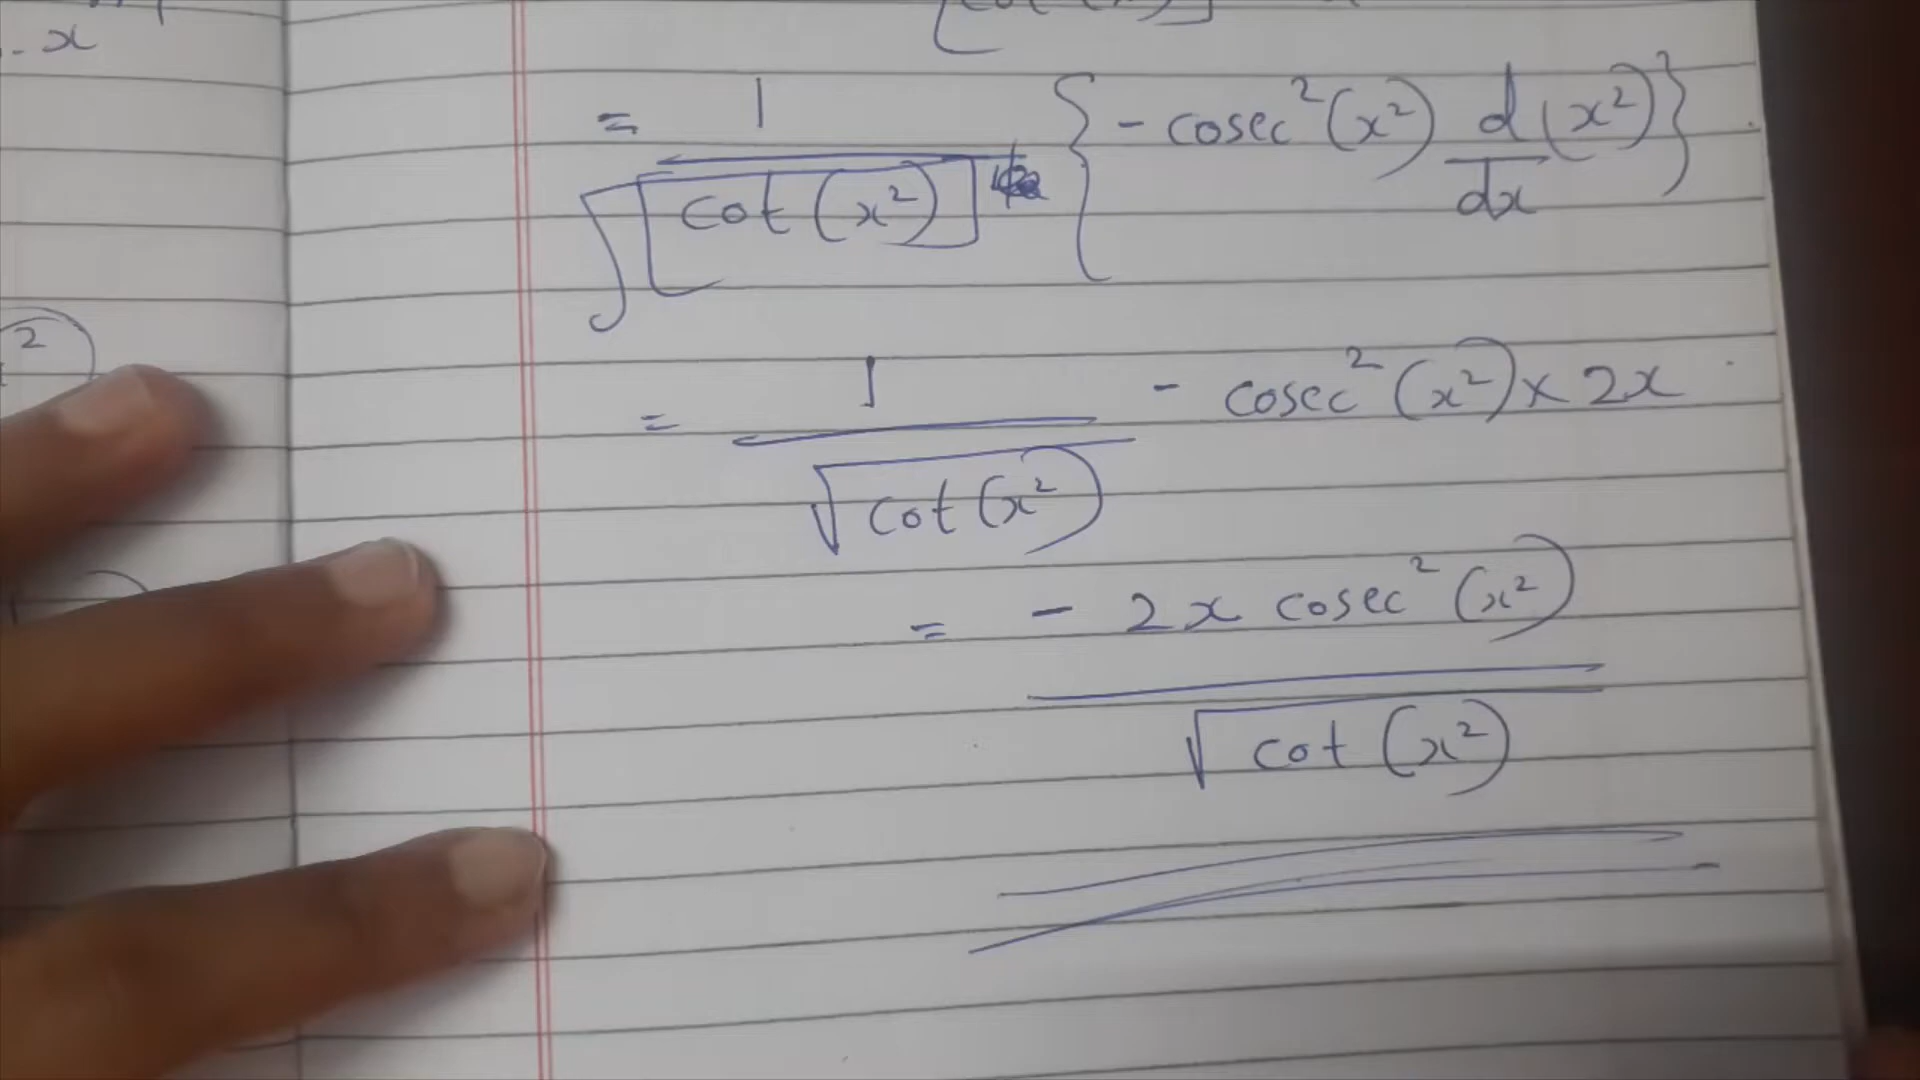 - x
= 1 / √[cot (x²)] { - cosec² (x²) d/dx (x²) }
= 1 / √cot (x²) - cosec² (x²) × 2x
= - 2x cosec² (x²) / √cot (x²)